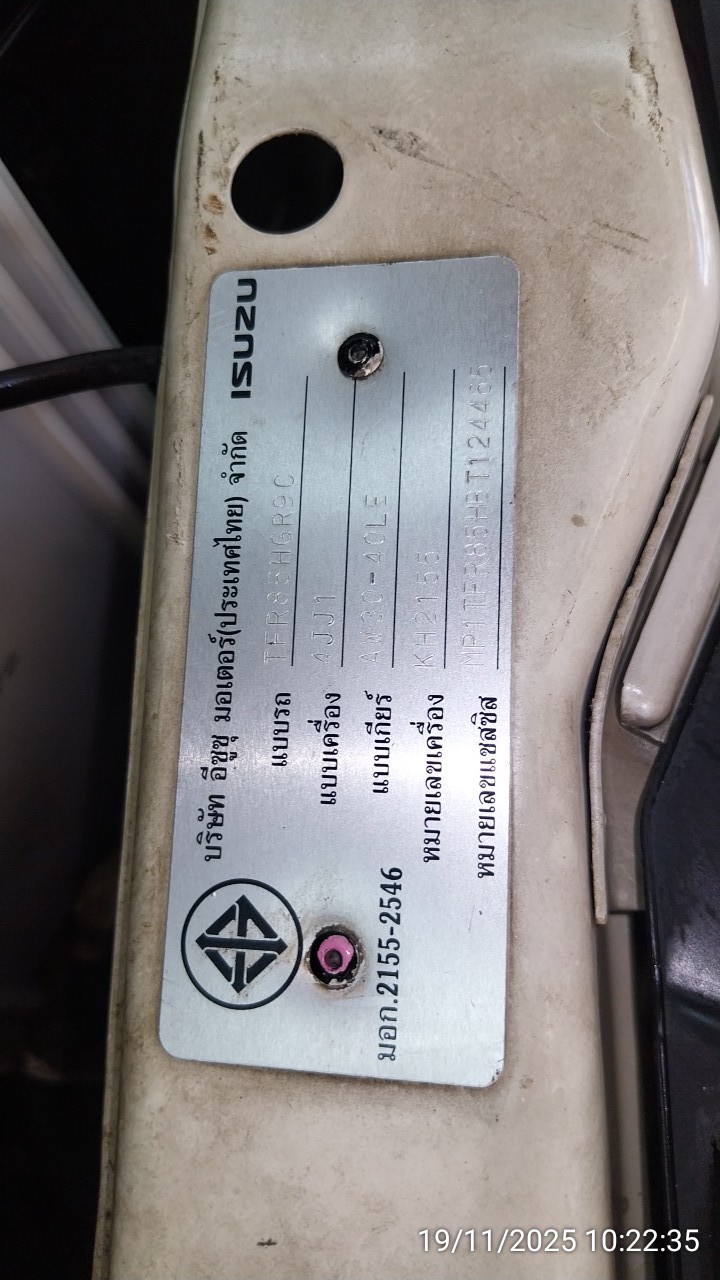 บริษัท อีซูซุ มอเตอร์(ประเทศไทย) จำกัด ISUZU
แบบรถ TFR85HGR9C
แบบเครื่อง 4JJ1
แบบเกียร์ AW30-40LE
หมายเลขเครื่อง KH2155
หมายเลขแชสซิส MP1TFR85HBT124465
มอก.2155-2546
19/11/2025 10:22:35